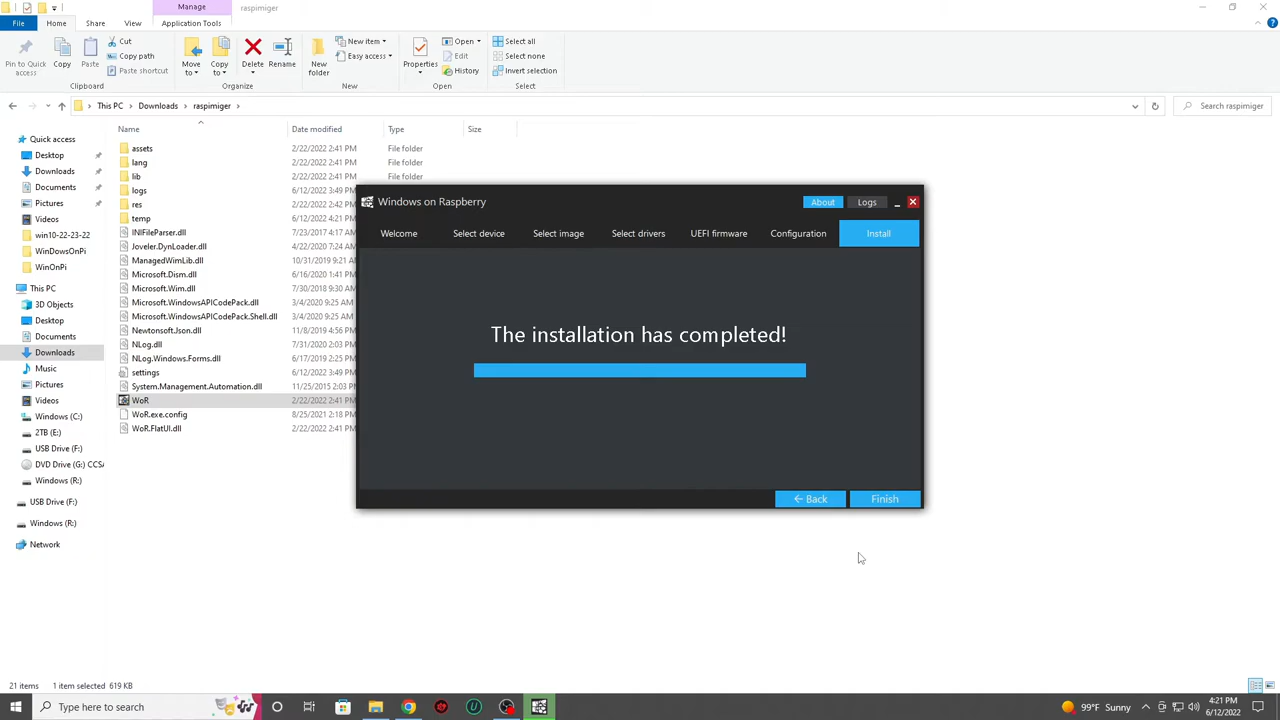 Manage
raspimiger
File
Home
Share
View
Application Tools
Pin to Quick access
Copy
Paste
Cut
Copy path
Paste shortcut
Clipboard
Move to
Copy to
Delete
Rename
Organize
New folder
New item
Easy access
New
Properties
Open
Edit
History
Open
Select all
Select none
Invert selection
Select
This PC > Downloads > raspimiger
Search raspimiger
Quick access
Desktop
Downloads
Documents
Pictures
Videos
win10-22-23-22
WinDowsOnPi
WinOnPi
This PC
3D Objects
Desktop
Documents
Downloads
Music
Pictures
Videos
Windows (C:)
2TB (E:)
USB Drive (F:)
DVD Drive (G:) CCSA
Windows (R:)
USB Drive (F:)
Windows (R:)
Network
Name Date modified Type Size
assets 2/22/2022 2:41 PM File folder
lang 2/22/2022 2:41 PM File folder
lib 2/22/2022 2:41 PM File folder
logs 6/12/2022 3:49 PM
res 2/22/2022 2:42 PM
temp 6/12/2022 4:21 PM
INIFileParser.dll 7/23/2017 4:17 AM
Joveler.DynLoader.dll 4/22/2020 7:24 AM
ManagedWimLib.dll 10/31/2019 9:21 A
Microsoft.Dism.dll 6/16/2020 1:41 PM
Microsoft.Wim.dll 7/30/2018 9:30 AM
Microsoft.WindowsAPICodePack.dll 3/4/2020 9:25 AM
Microsoft.WindowsAPICodePack.Shell.dll 3/4/2020 9:25 AM
Newtonsoft.Json.dll 11/8/2019 4:56 PM
NLog.dll 7/31/2020 2:03 PM
NLog.Windows.Forms.dll 6/17/2019 2:25 PM
settings 6/12/2022 3:49 PM
System.Management.Automation.dll 11/25/2015 2:03 P
WoR 2/22/2022 2:41 PM
WoR.exe.config 8/25/2021 2:18 PM
WoR.FlatUI.dll 2/22/2022 2:41 PM
Windows on Raspberry
About
Logs
Welcome
Select device
Select image
Select drivers
UEFI firmware
Configuration
Install
The installation has completed!
← Back
Finish
21 items 1 item selected 619 KB
Type here to search
99°F Sunny
4:21 PM
6/12/2022